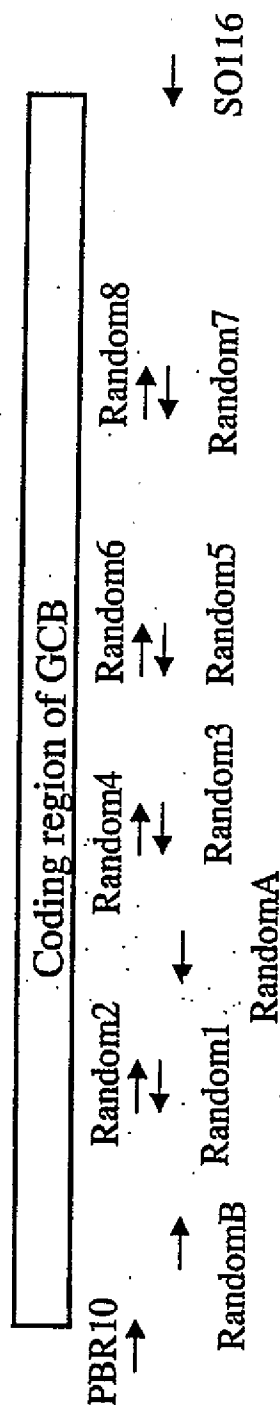 Coding region of GCB
PBR10 Random2 Random4 Random6 Random8
RandomB Random1 Random3 Random5 Random7 SO116
RandomA